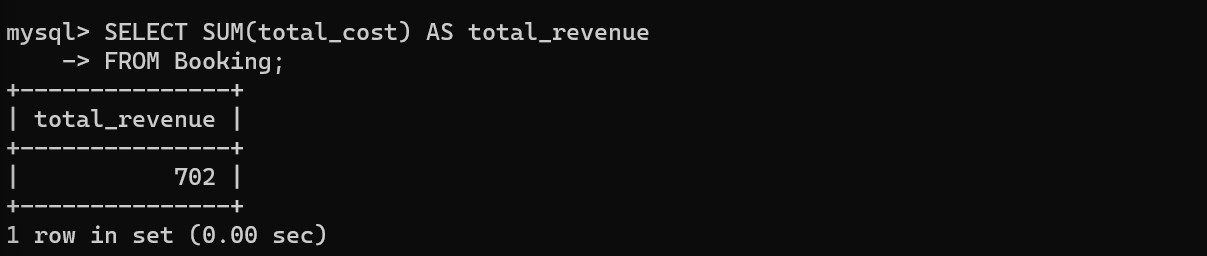 mysql> SELECT SUM(total_cost) AS total_revenue
    -> FROM Booking;
+---------------+
| total_revenue |
+---------------+
|           702 |
+---------------+
1 row in set (0.00 sec)